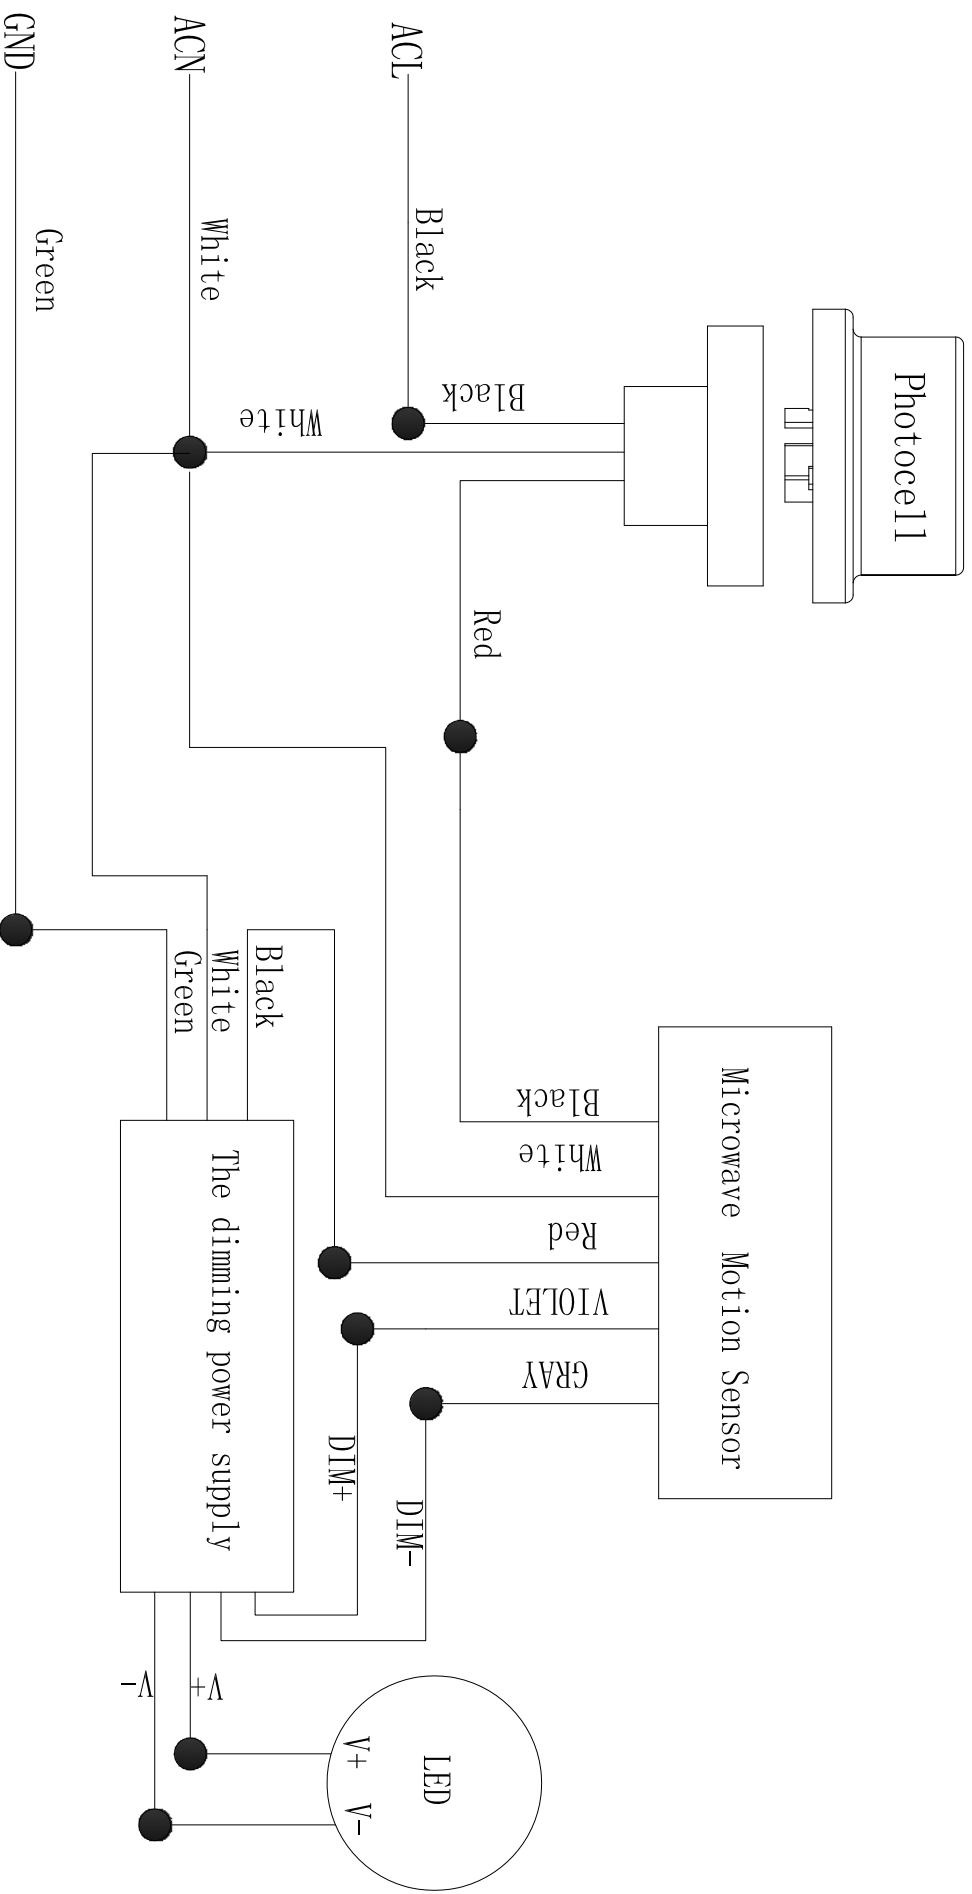 Photocell
ACL
Black
Black
ACN
White
White
GND
Green
Red
Microwave Motion Sensor
Black
White
Red
VIOLET
GRAY
Black
White
Green
The dimming power supply
DIM+
DIM-
V+
V-
V+
V-
LED